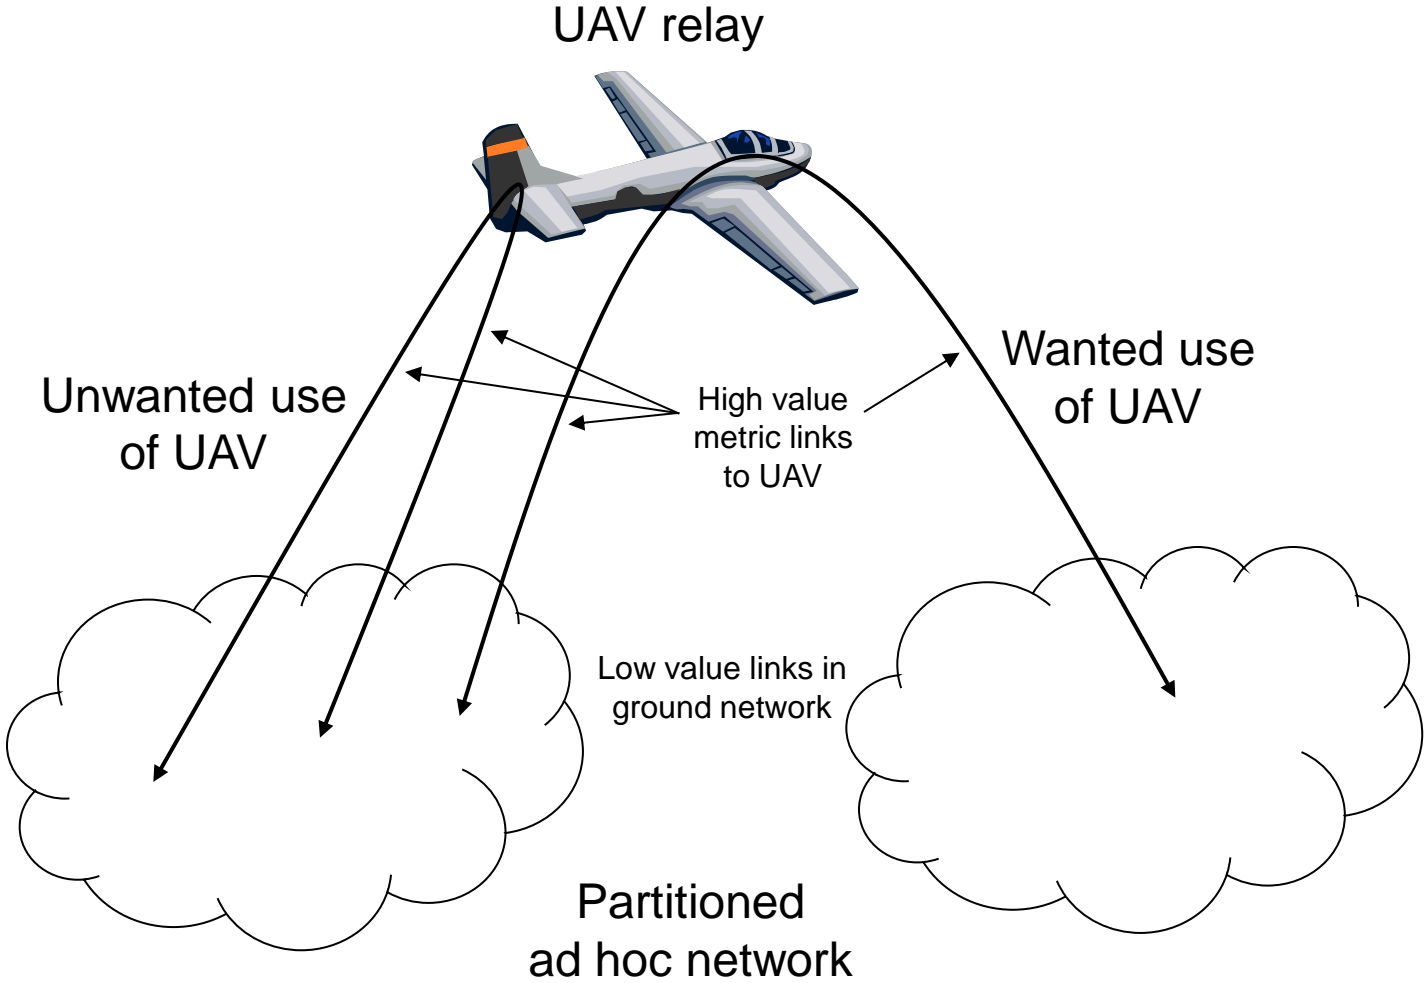 UAV relay
Unwanted use
of UAV
High value
metric links
to UAV
Wanted use
of UAV
Low value links in
ground network
Partitioned
ad hoc network